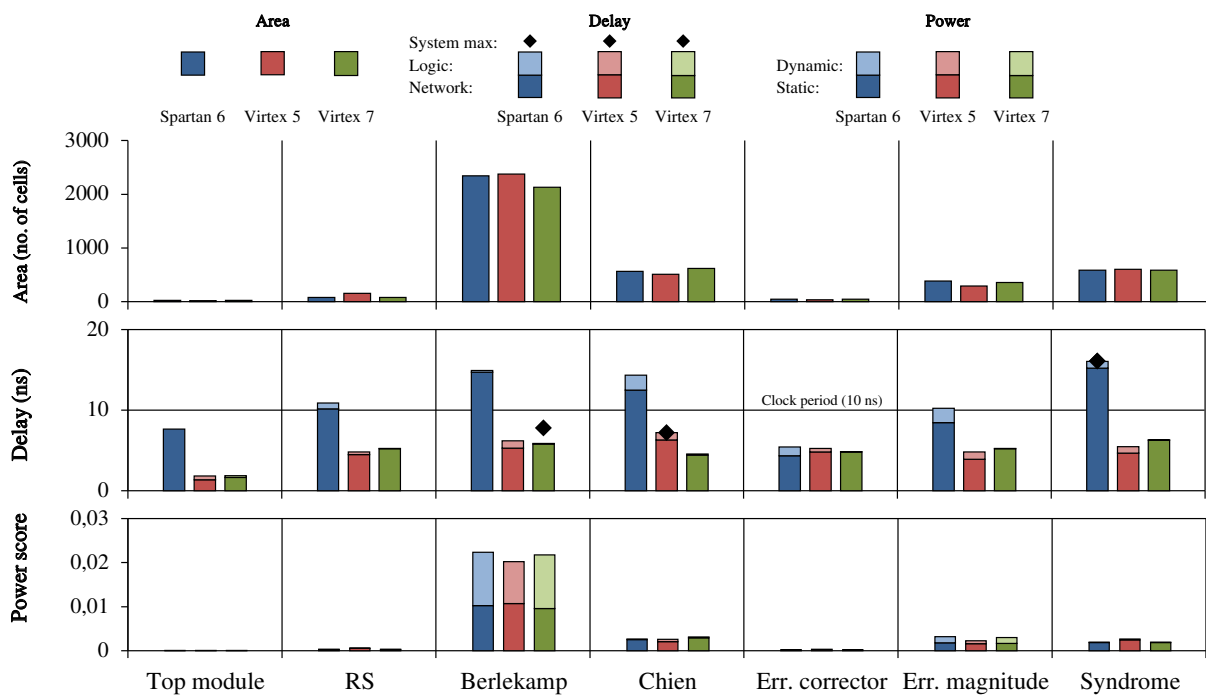 Area
Delay
Power
System max:
Logic:
Network:
Dynamic:
Static:
Spartan 6 Virtex 5 Virtex 7
Spartan 6 Virtex 5 Virtex 7
Spartan 6 Virtex 5 Virtex 7
Area (no. of cells)
3000
2000
1000
0
Delay (ns)
20
10
0
Clock period (10 ns)
Power score
0,03
0,02
0,01
0
Top module RS Berlekamp Chien Err. corrector Err. magnitude Syndrome